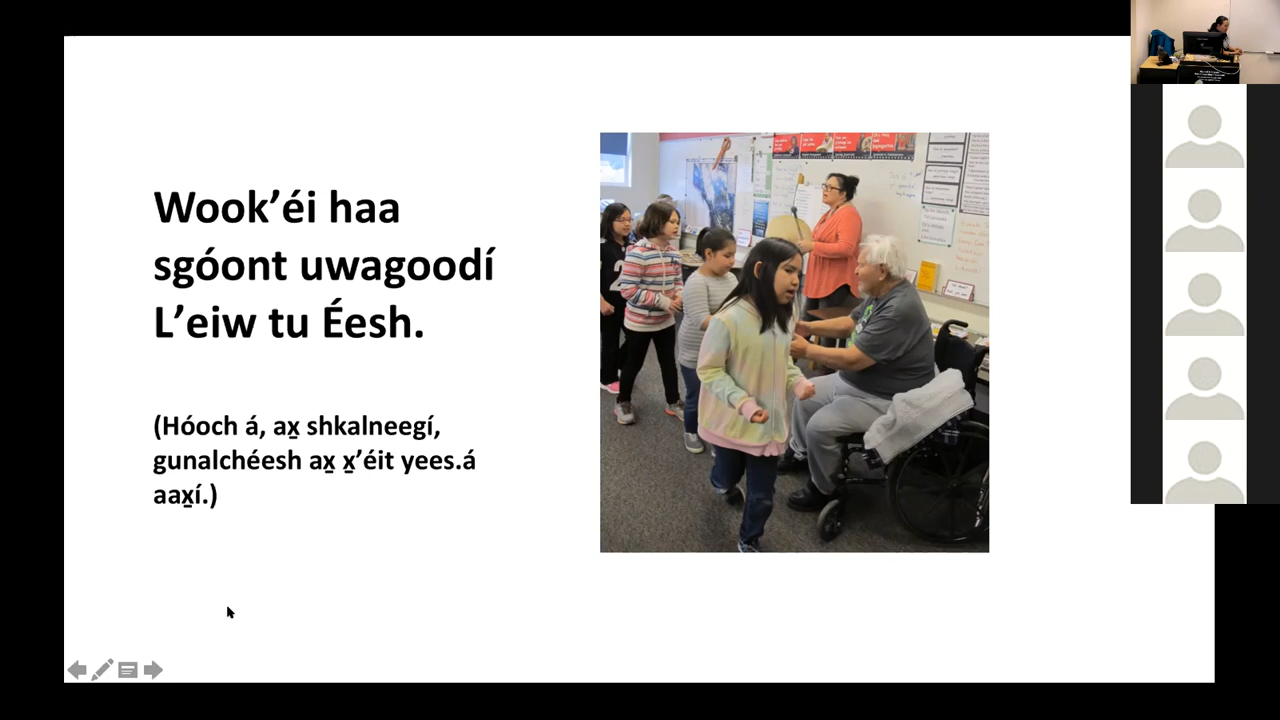 Wook’éi haa
sgóont uwagoodí
L’eiw tu Éesh.
(Hóoch á, ax̱ shkalneegí,
gunalchéesh ax̱ x̱’éit yees.á
aax̱í.)